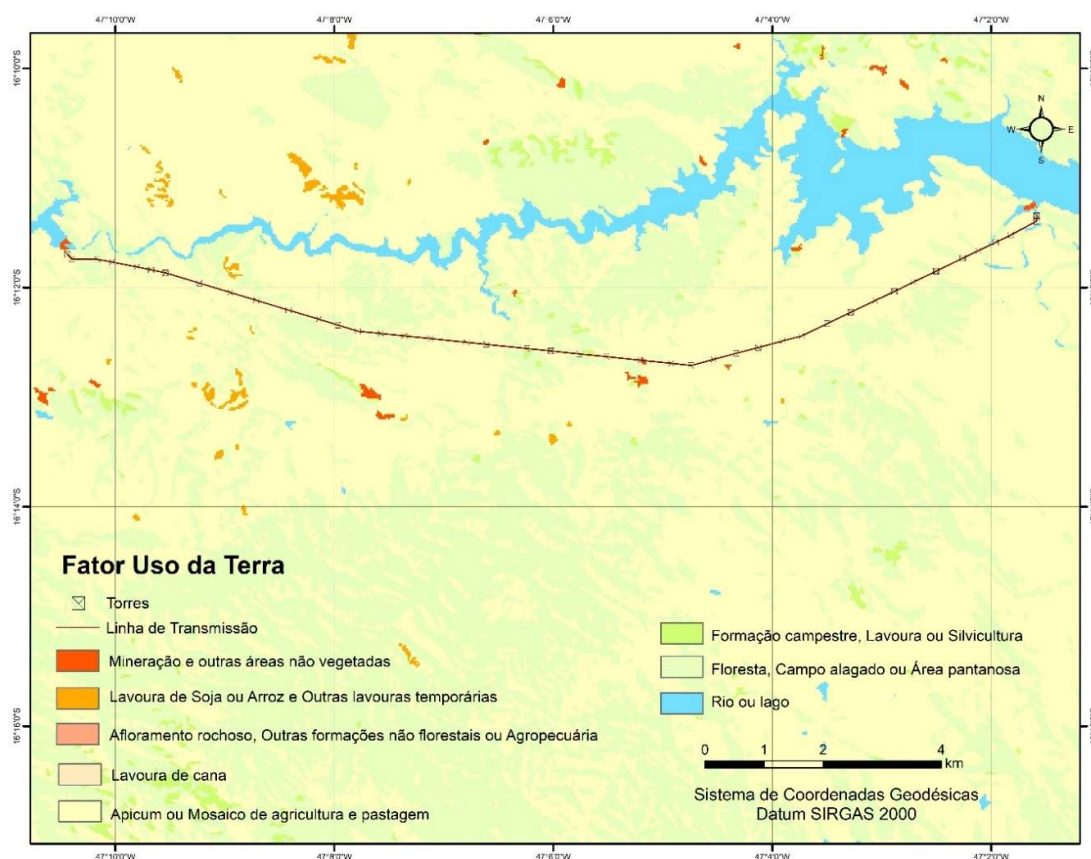 47°10'0"W 47°8'0"W 47°6'0"W 47°4'0"W 47°2'0"W
16°10'0"S
N
W E
S
16°12'0"S
16°14'0"S
Fator Uso da Terra
Torres
Linha de Transmissão
Mineração e outras áreas não vegetadas
Lavoura de Soja ou Arroz e Outras lavouras temporárias
Afloramento rochoso, Outras formações não florestais ou Agropecuária
Lavoura de cana
Apicum ou Mosaico de agricultura e pastagem
Formação campestre, Lavoura ou Silvicultura
Floresta, Campo alagado ou Área pantanosa
Rio ou lago
16°16'0"S
0 1 2 4
km
Sistema de Coordenadas Geodésicas
Datum SIRGAS 2000
47°10'0"W 47°8'0"W 47°6'0"W 47°4'0"W 47°2'0"W